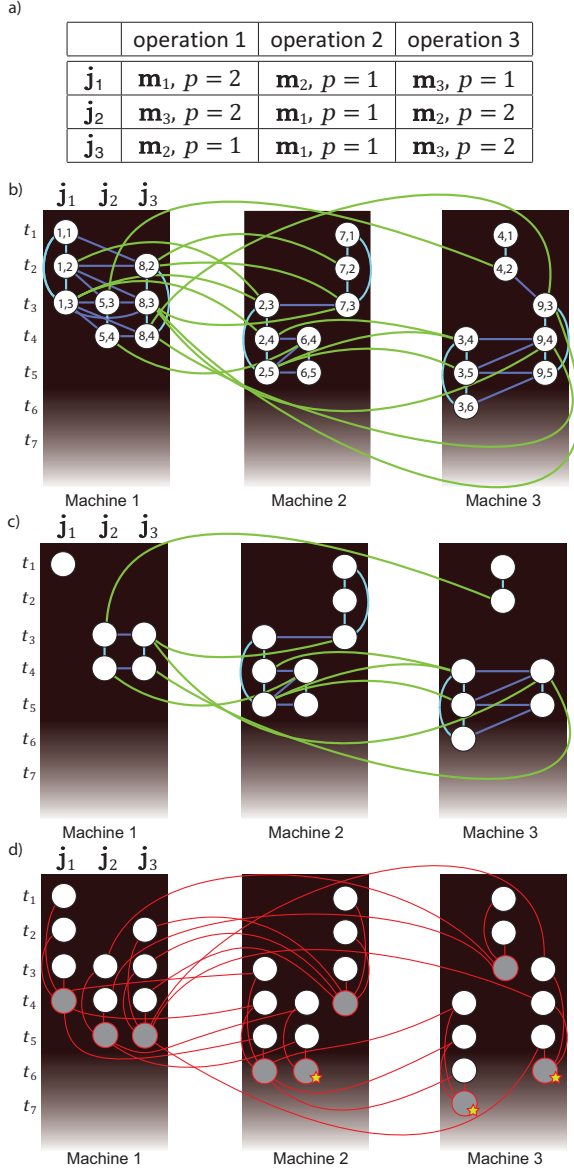 a)
operation 1 operation 2 operation 3
j₁ m₁, p = 2 m₂, p = 1 m₃, p = 1
j₂ m₃, p = 2 m₁, p = 1 m₂, p = 2
j₃ m₂, p = 1 m₁, p = 1 m₃, p = 2
b)
j₁ j₂ j₃
t₁ 1,1 7,1 4,1
t₂ 1,2 8,2 7,2 4,2
t₃ 1,3 5,3 8,3 2,3 7,3 9,3
t₄ 5,4 8,4 2,4 6,4 3,4 9,4
t₅ 2,5 6,5 3,5 9,5
t₆ 3,6
t₇
Machine 1 Machine 2 Machine 3
c)
j₁ j₂ j₃
t₁
t₂
t₃
t₄
t₅
t₆
t₇
Machine 1 Machine 2 Machine 3
d)
j₁ j₂ j₃
t₁
t₂
t₃
t₄
t₅
t₆
t₇
Machine 1 Machine 2 Machine 3